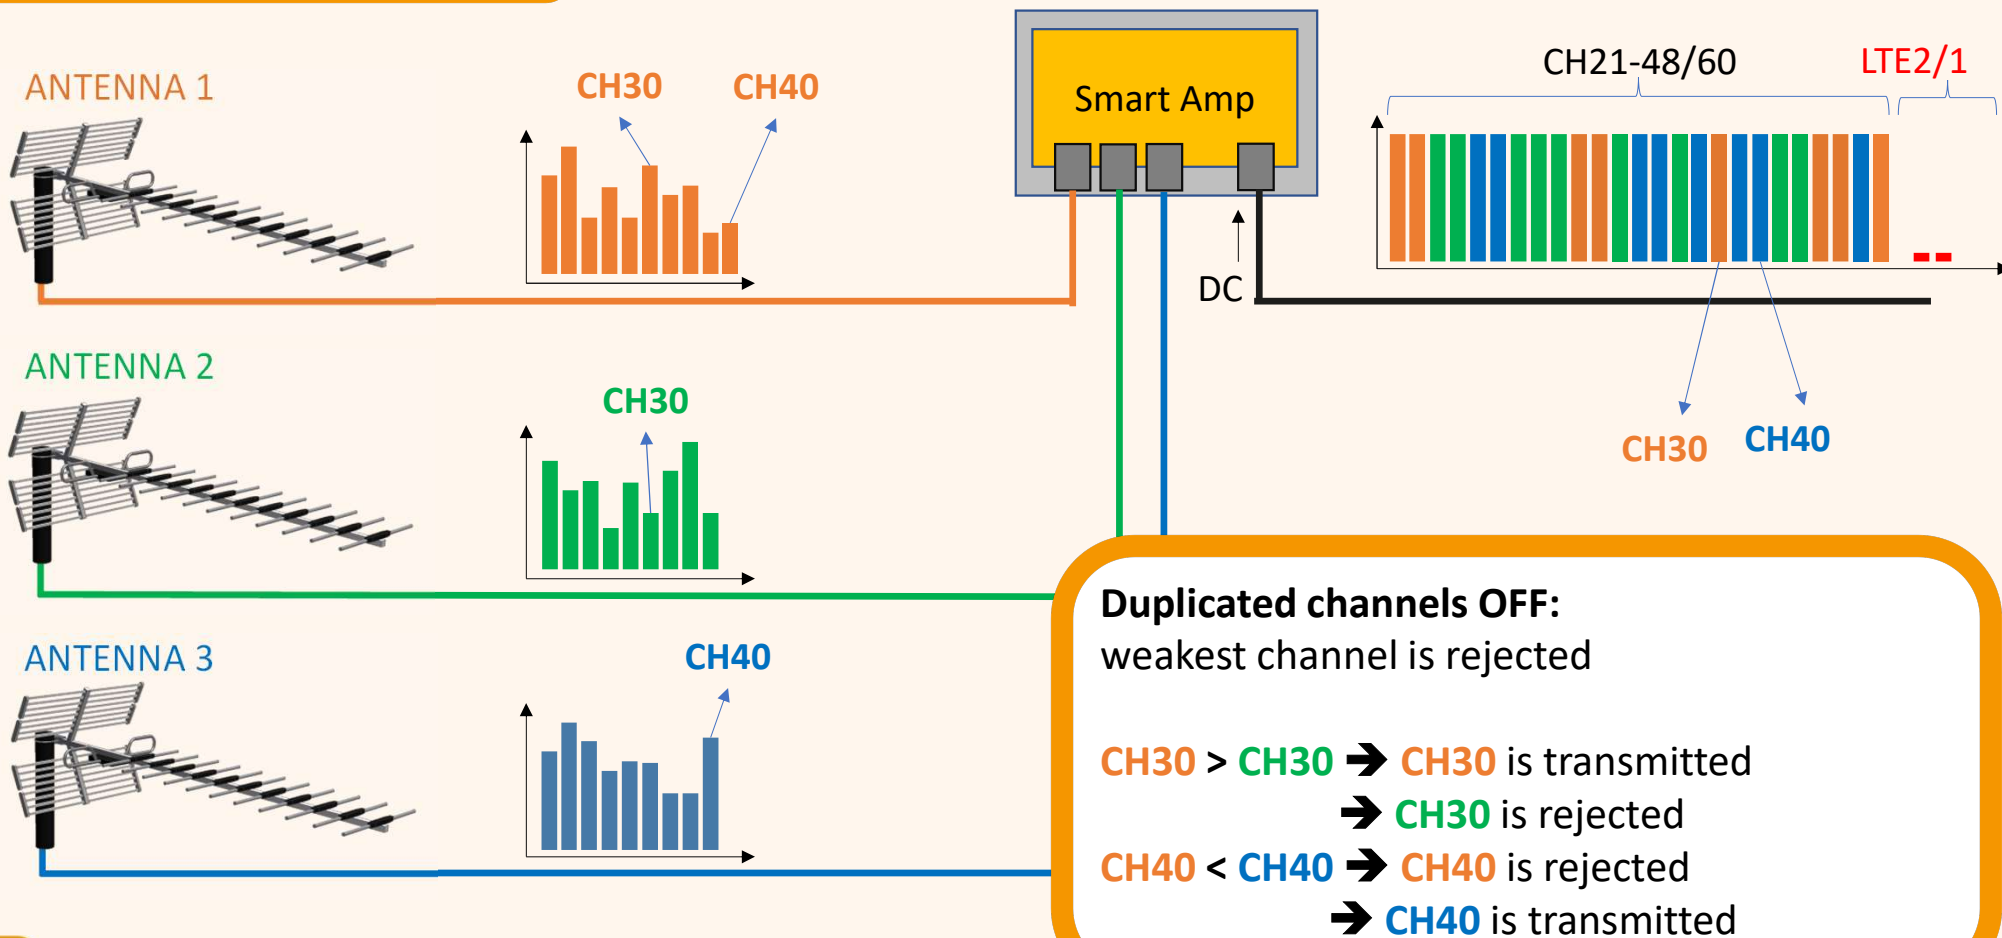 ANTENNA 1
CH30
CH40
Smart Amp
CH21-48/60
LTE2/1
DC
ANTENNA 2
CH30
CH30
CH40
ANTENNA 3
CH40
Duplicated channels OFF:
weakest channel is rejected
CH30 > CH30 ➔ CH30 is transmitted
➔ CH30 is rejected
CH40 < CH40 ➔ CH40 is rejected
➔ CH40 is transmitted